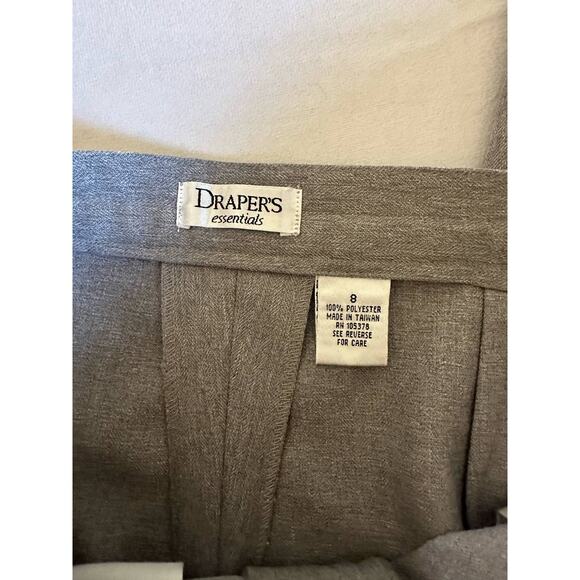 DRAPER'S
essentials
8
100% POLYESTER
MADE IN TAIWAN
RN 105378
SEE REVERSE
FOR CARE